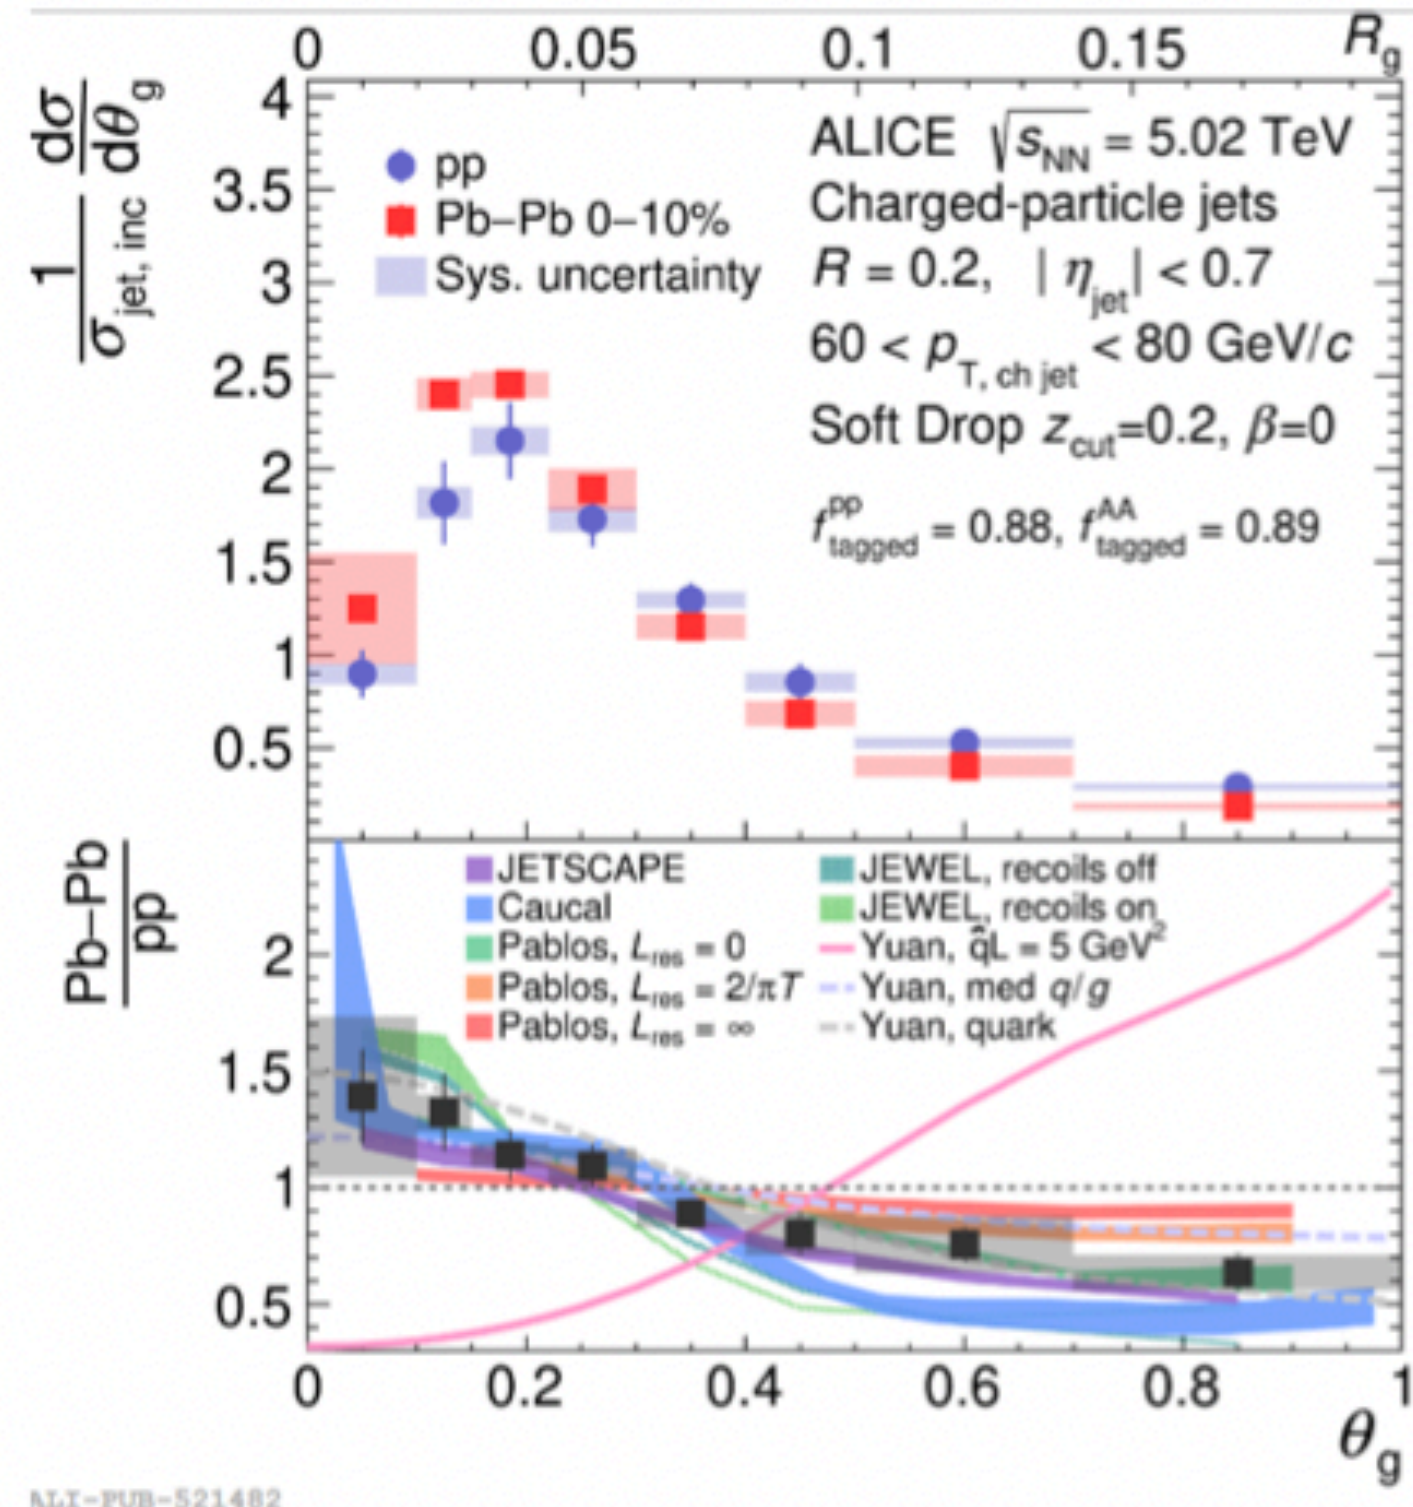 0 0.05 0.1 0.15 R_g
1/σ_jet, inc dσ/dθ_g
4
3.5
3
2.5
2
1.5
1
0.5
pp
Pb–Pb 0–10%
Sys. uncertainty
ALICE √s_NN = 5.02 TeV
Charged-particle jets
R = 0.2, | η_jet | < 0.7
60 < p_T, ch jet < 80 GeV/c
Soft Drop z_cut=0.2, β=0
f^pp_tagged = 0.88, f^AA_tagged = 0.89
Pb–Pb/pp
2
1.5
1
0.5
JETSCAPE
Caucal
Pablos, L_res = 0
Pablos, L_res = 2/πT
Pablos, L_res = ∞
JEWEL, recoils off
JEWEL, recoils on
Yuan, q̂L = 5 GeV²
Yuan, med q/g
Yuan, quark
0 0.2 0.4 0.6 0.8 1
θ_g
ALI-PUB-521482